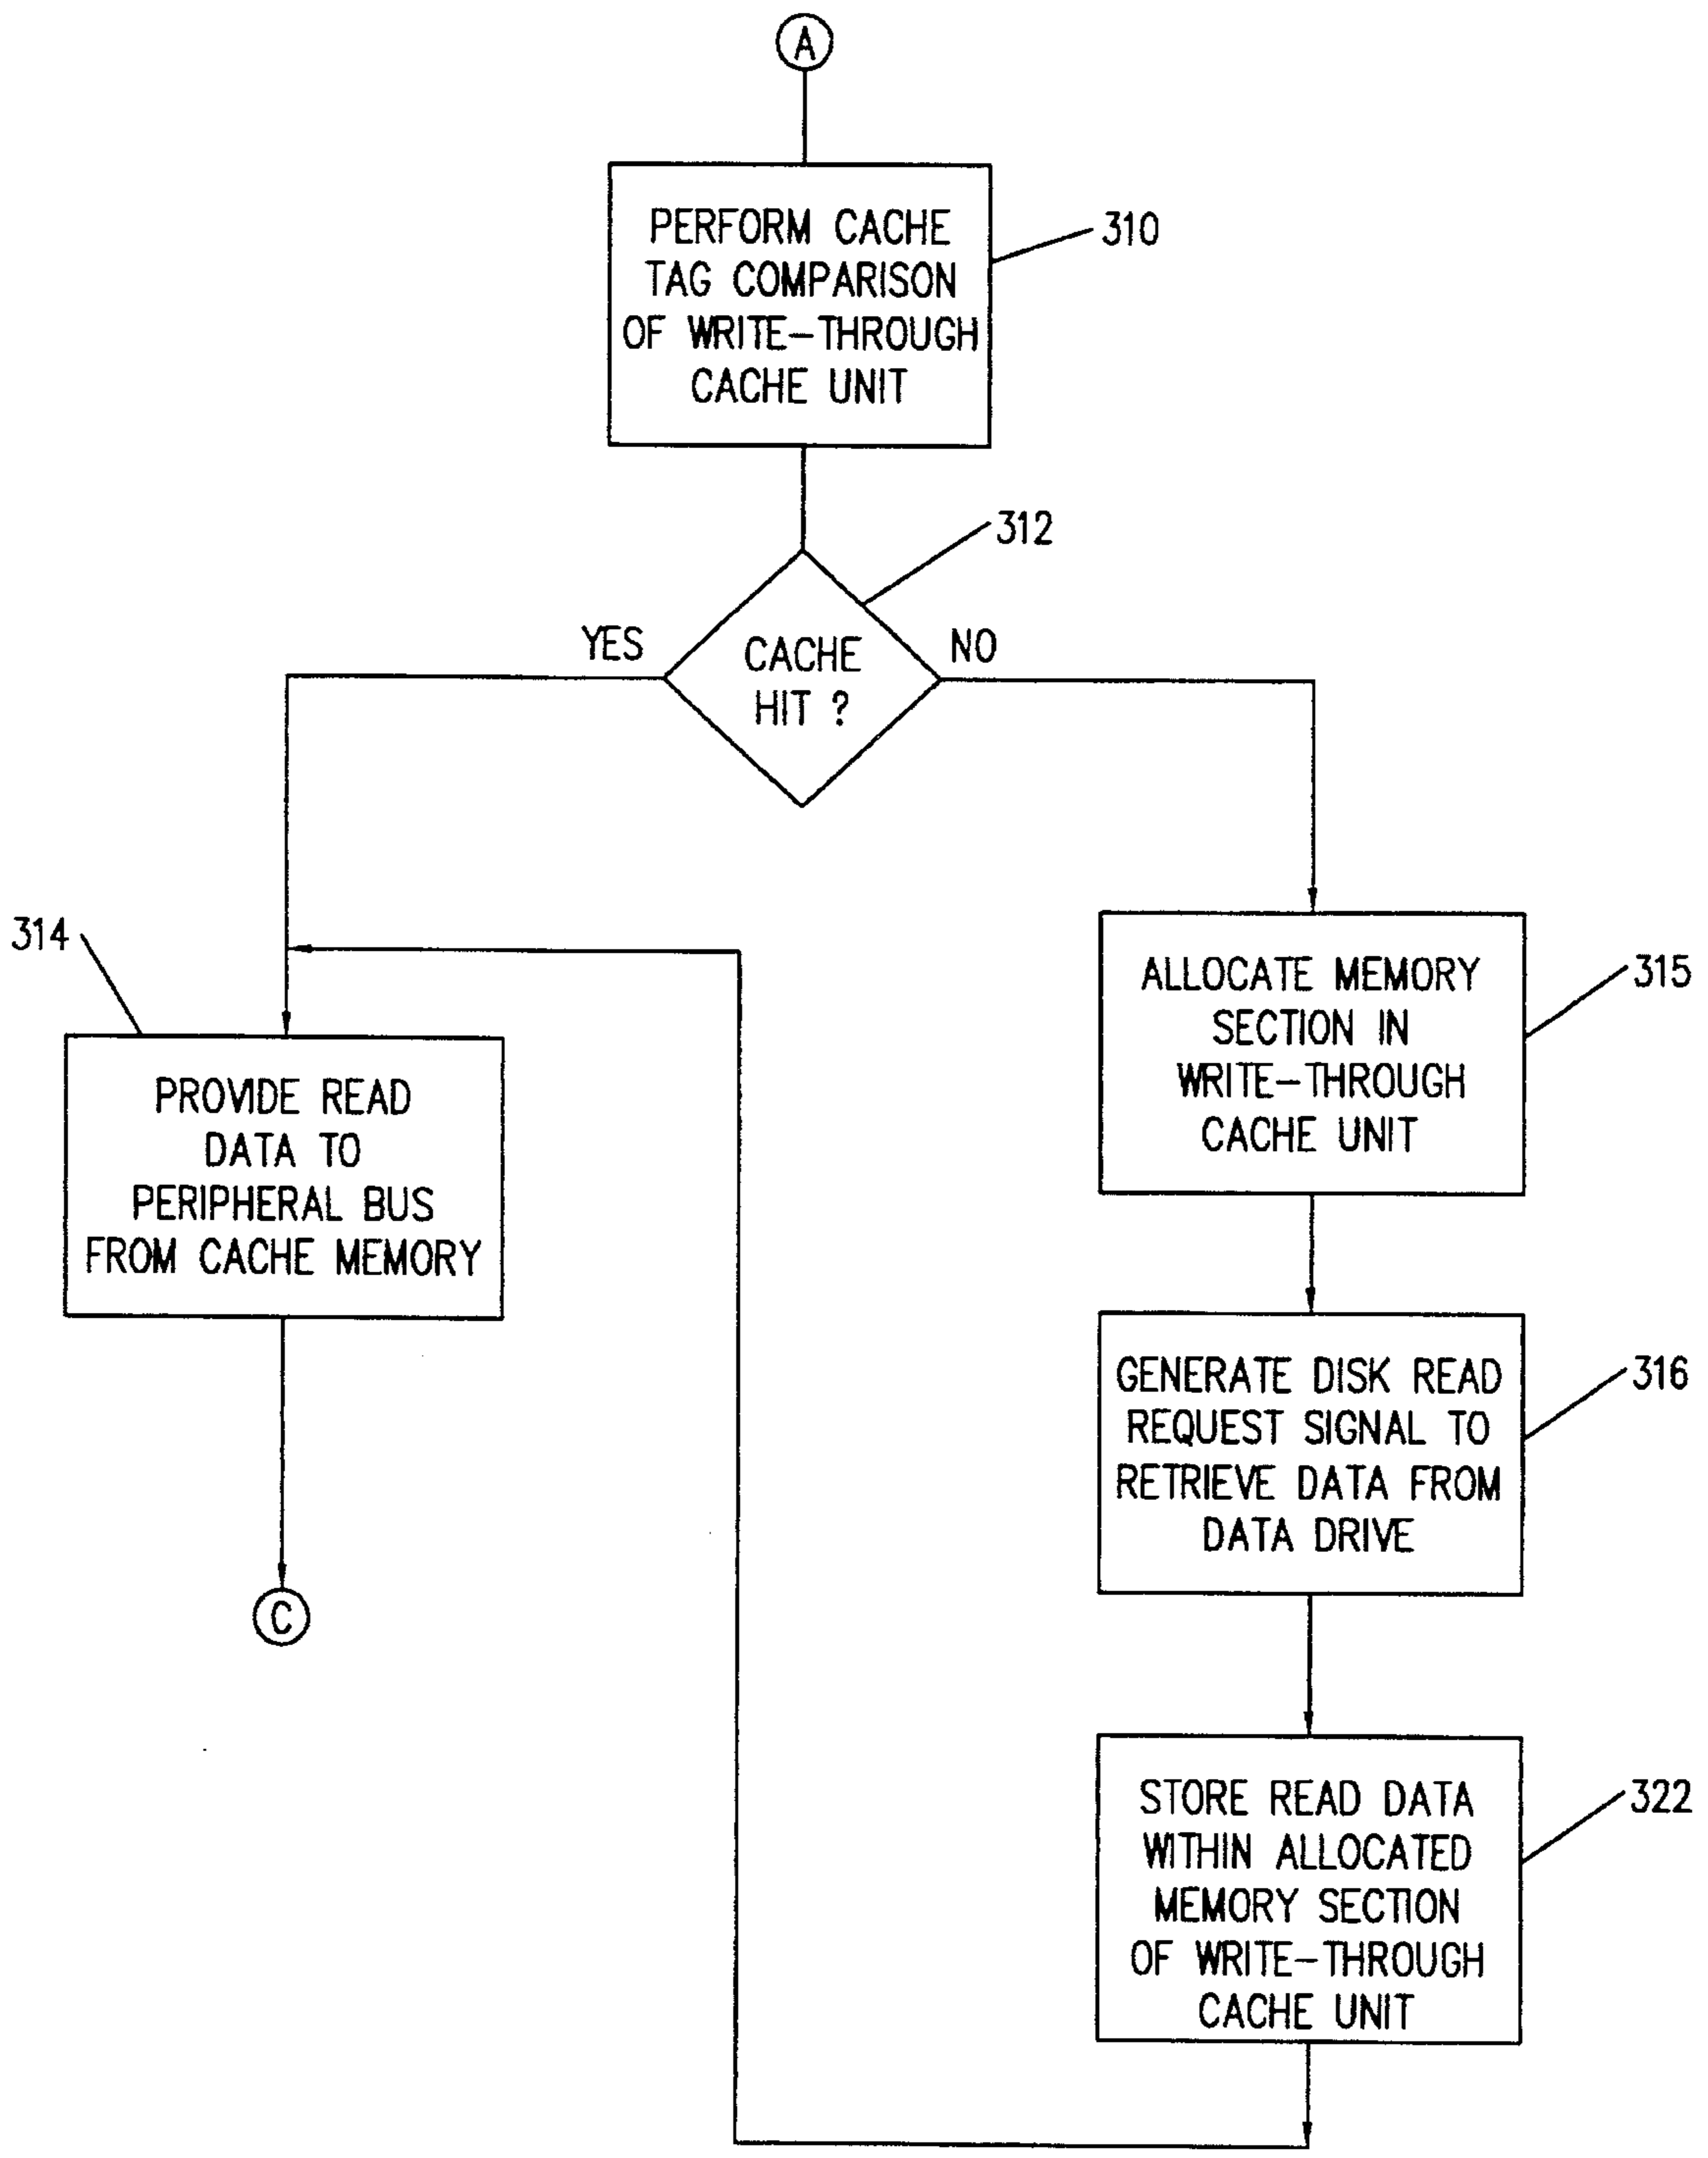 A
PERFORM CACHE
TAG COMPARISON
OF WRITE-THROUGH
CACHE UNIT
310
312
YES
CACHE
HIT ?
NO
314
PROVIDE READ
DATA TO
PERIPHERAL BUS
FROM CACHE MEMORY
C
ALLOCATE MEMORY
SECTION IN
WRITE-THROUGH
CACHE UNIT
315
GENERATE DISK READ
REQUEST SIGNAL TO
RETRIEVE DATA FROM
DATA DRIVE
316
STORE READ DATA
WITHIN ALLOCATED
MEMORY SECTION
OF WRITE-THROUGH
CACHE UNIT
322